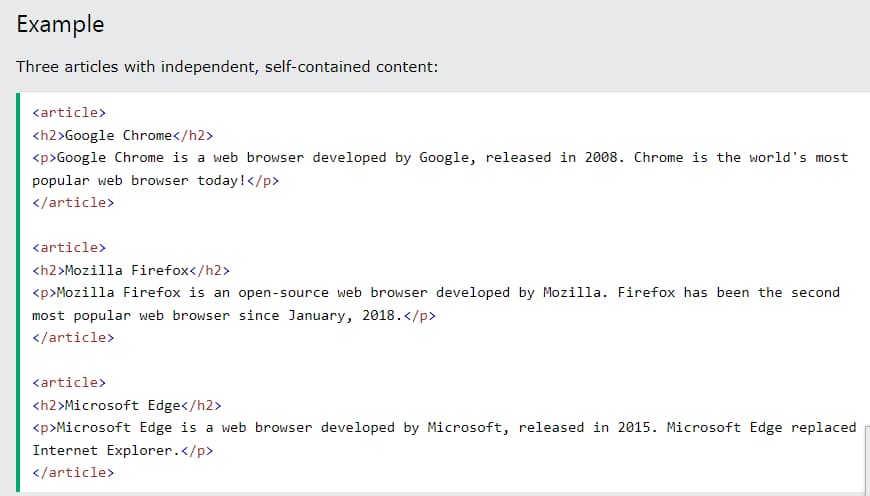 Example
Three articles with independent, self-contained content:
<article>
<h2>Google Chrome</h2>
<p>Google Chrome is a web browser developed by Google, released in 2008. Chrome is the world's most
popular web browser today!</p>
</article>
<article>
<h2>Mozilla Firefox</h2>
<p>Mozilla Firefox is an open-source web browser developed by Mozilla. Firefox has been the second
most popular web browser since January, 2018.</p>
</article>
<article>
<h2>Microsoft Edge</h2>
<p>Microsoft Edge is a web browser developed by Microsoft, released in 2015. Microsoft Edge replaced
Internet Explorer.</p>
</article>